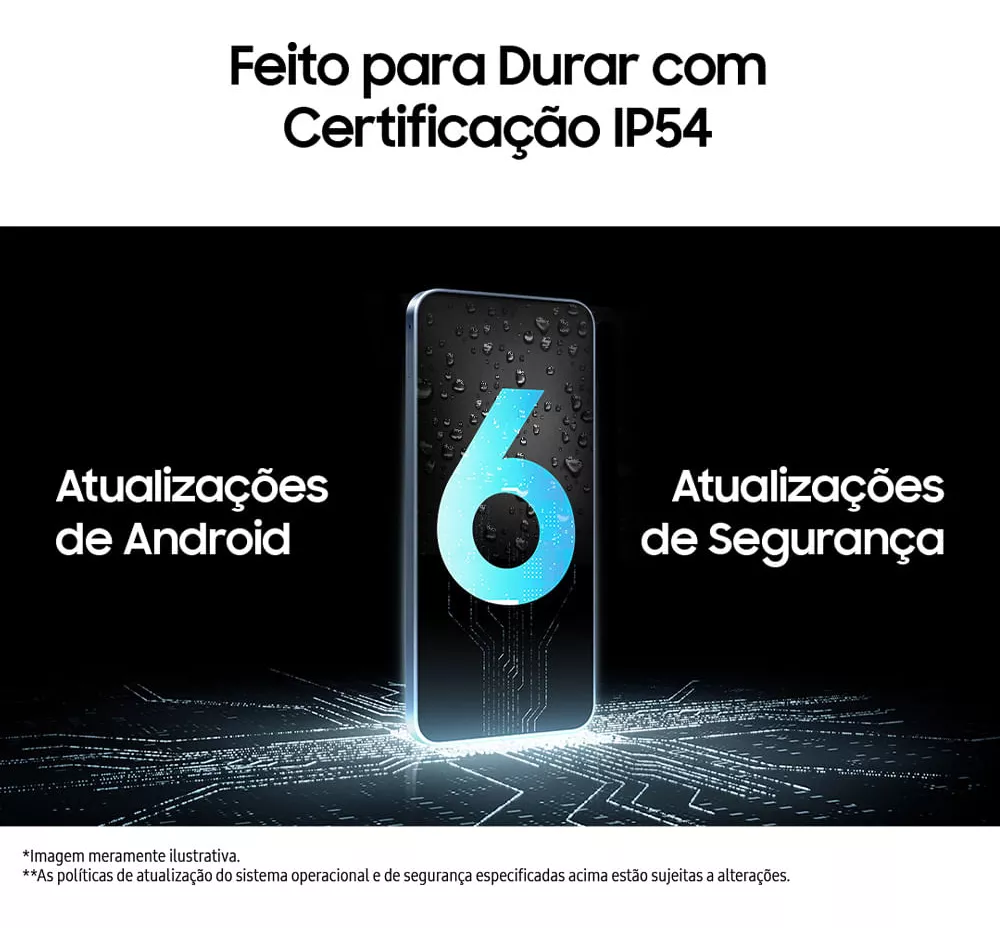 Feito para Durar com
Certificação IP54
Atualizações
de Android
6
Atualizações
de Segurança
*Imagem meramente ilustrativa.
**As políticas de atualização do sistema operacional e de segurança especificadas acima estão sujeitas a alterações.